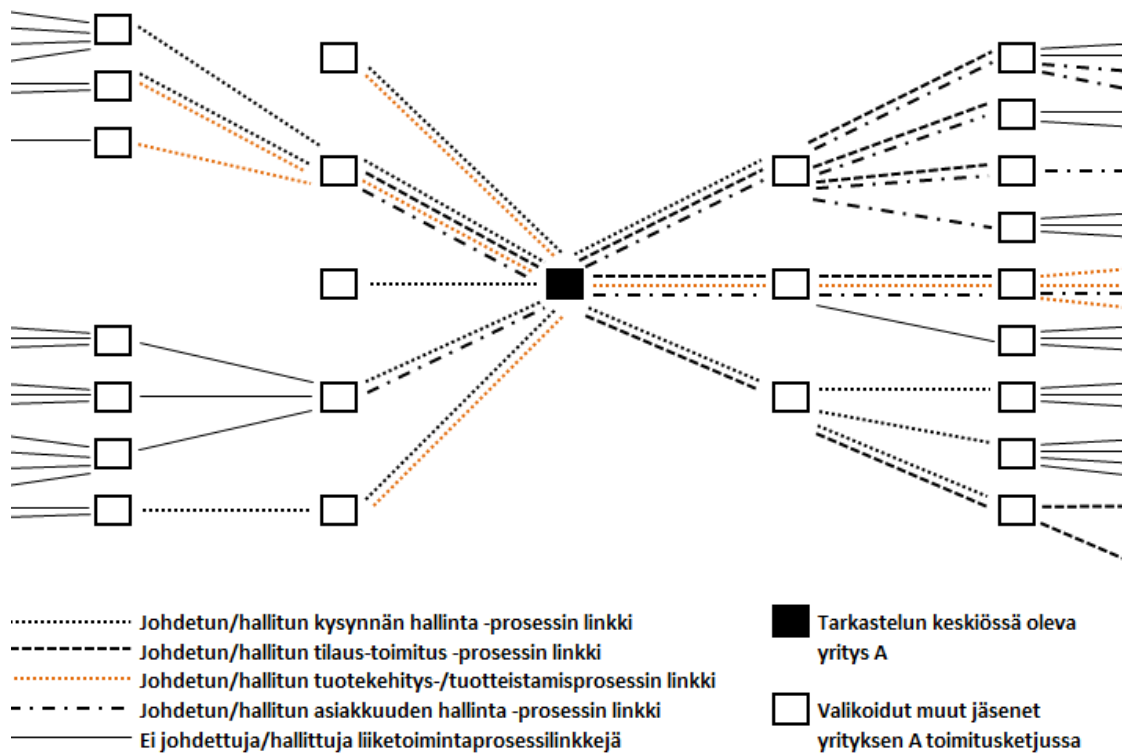 Johdetun/hallitun kysynnän hallinta -prosessin linkki
Johdetun/hallitun tilaus-toimitus -prosessin linkki
Johdetun/hallitun tuotekehitys-/tuotteistamisprosessin linkki
Johdetun/hallitun asiakkuuden hallinta -prosessin linkki
Ei johdettuja/hallittuja liiketoimintaprosessilinkkejä
Tarkastelun keskiössä oleva
yritys A
Valikoidut muut jäsenet
yrityksen A toimitusketjussa